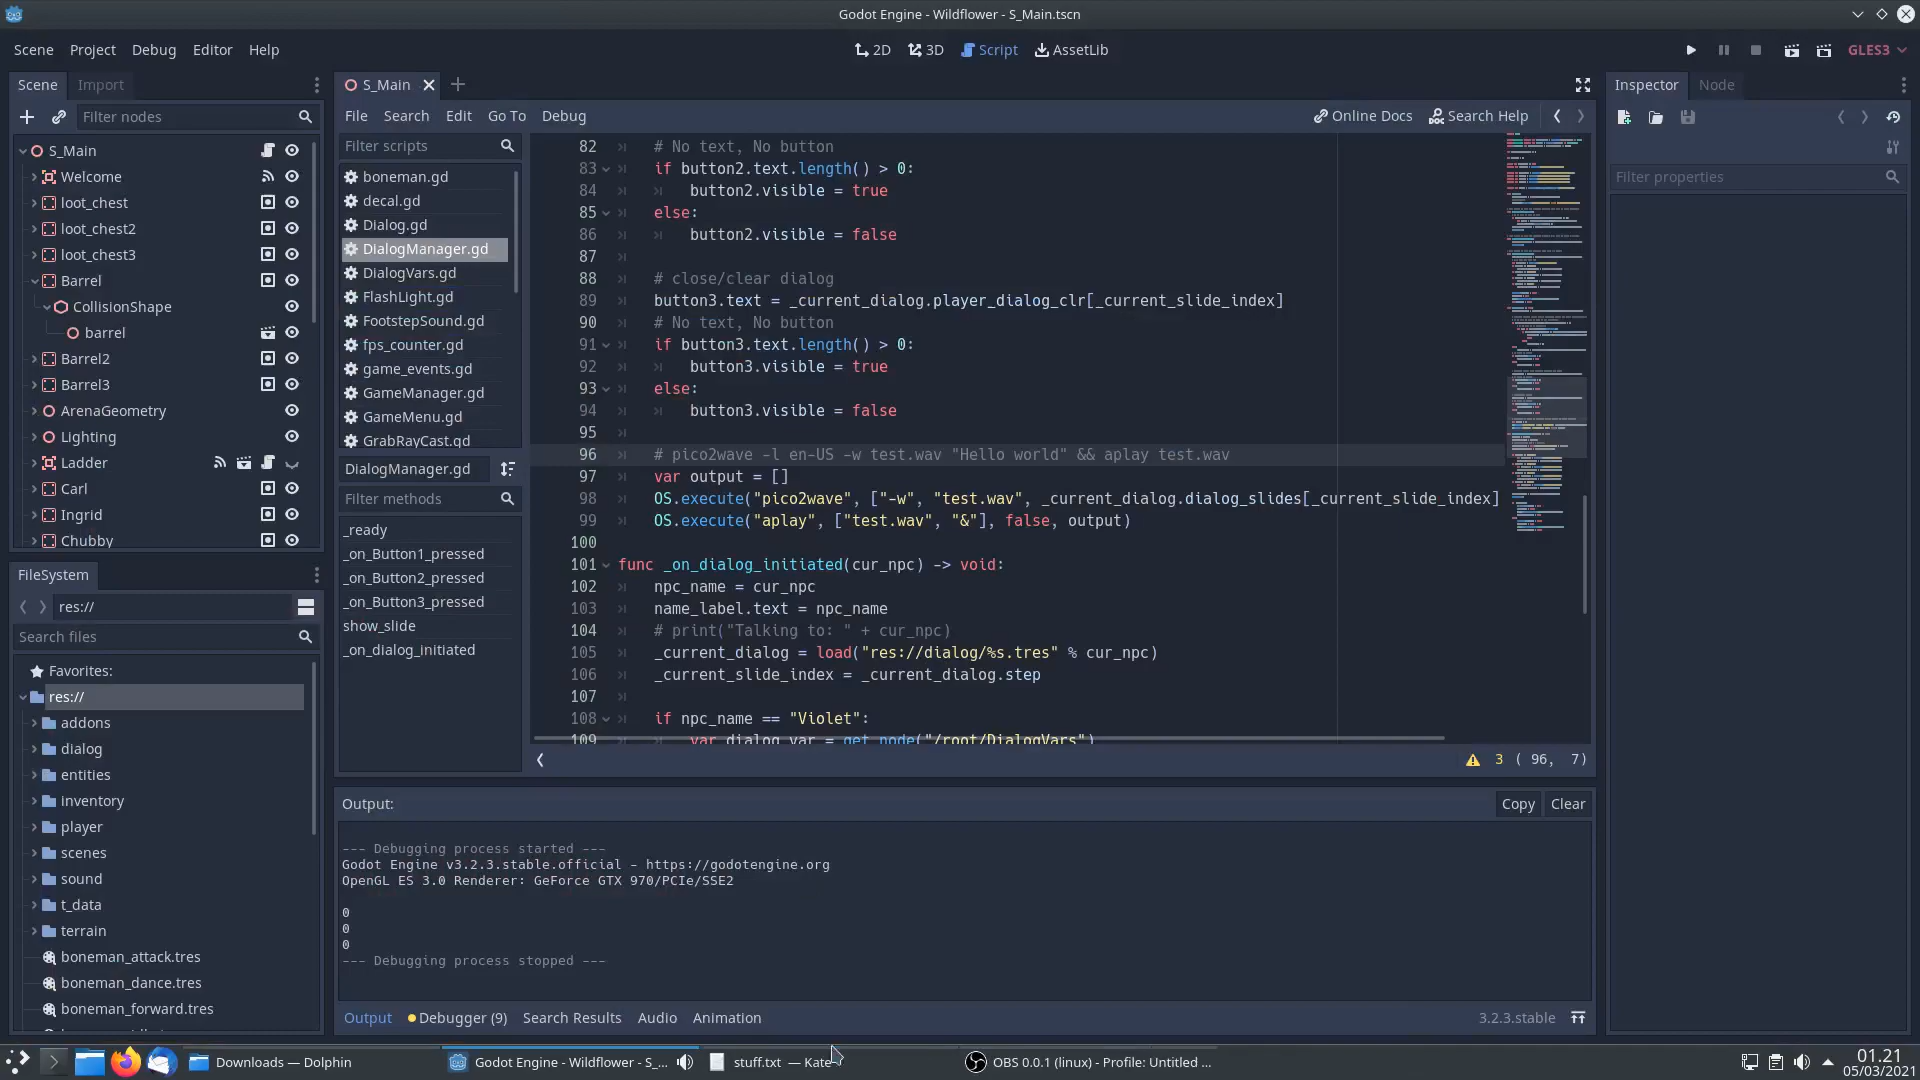 Godot Engine - Wildflower - S_Main.tscn
Scene Project Debug Editor Help
2D 3D Script AssetLib
GLES3
Scene Import
Filter nodes
S_Main
Welcome
loot_chest
loot_chest2
loot_chest3
Barrel
CollisionShape
barrel
Barrel2
Barrel3
ArenaGeometry
Lighting
Ladder
Carl
Ingrid
Chubby
FileSystem
res://
Search files
Favorites:
res://
addons
dialog
entities
inventory
player
scenes
sound
t_data
terrain
boneman_attack.tres
boneman_dance.tres
boneman_forward.tres
S_Main
File Search Edit Go To Debug
Online Docs Search Help
Filter scripts
boneman.gd
decal.gd
Dialog.gd
DialogManager.gd
DialogVars.gd
FlashLight.gd
FootstepSound.gd
fps_counter.gd
game_events.gd
GameManager.gd
GameMenu.gd
GrabRayCast.gd
DialogManager.gd
Filter methods
_ready
_on_Button1_pressed
_on_Button2_pressed
_on_Button3_pressed
show_slide
_on_dialog_initiated
82 # No text, No button
83 if button2.text.length() > 0:
84 button2.visible = true
85 else:
86 button2.visible = false
87
88 # close/clear dialog
89 button3.text = _current_dialog.player_dialog_clr[_current_slide_index]
90 # No text, No button
91 if button3.text.length() > 0:
92 button3.visible = true
93 else:
94 button3.visible = false
95
96 # pico2wave -l en-US -w test.wav "Hello world" && aplay test.wav
97 var output = []
98 OS.execute("pico2wave", ["-w", "test.wav", _current_dialog.dialog_slides[_current_slide_index]
99 OS.execute("aplay", ["test.wav", "&"], false, output)
100
101 func _on_dialog_initiated(cur_npc) -> void:
102 npc_name = cur_npc
103 name_label.text = npc_name
104 # print("Talking to: " + cur_npc)
105 _current_dialog = load("res://dialog/%s.tres" % cur_npc)
106 _current_slide_index = _current_dialog.step
107
108 if npc_name == "Violet":
109 var dialog_var = get_node("/root/DialogVars")
3 ( 96, 7)
Output:
Copy Clear
--- Debugging process started ---
Godot Engine v3.2.3.stable.official - https://godotengine.org
OpenGL ES 3.0 Renderer: GeForce GTX 970/PCIe/SSE2
0
0
0
--- Debugging process stopped ---
Output Debugger (9) Search Results Audio Animation
3.2.3.stable
Inspector Node
Filter properties
Downloads — Dolphin
Godot Engine - Wildflower - S_...
stuff.txt — Kate
OBS 0.0.1 (linux) - Profile: Untitled ...
01.21
05/03/2021